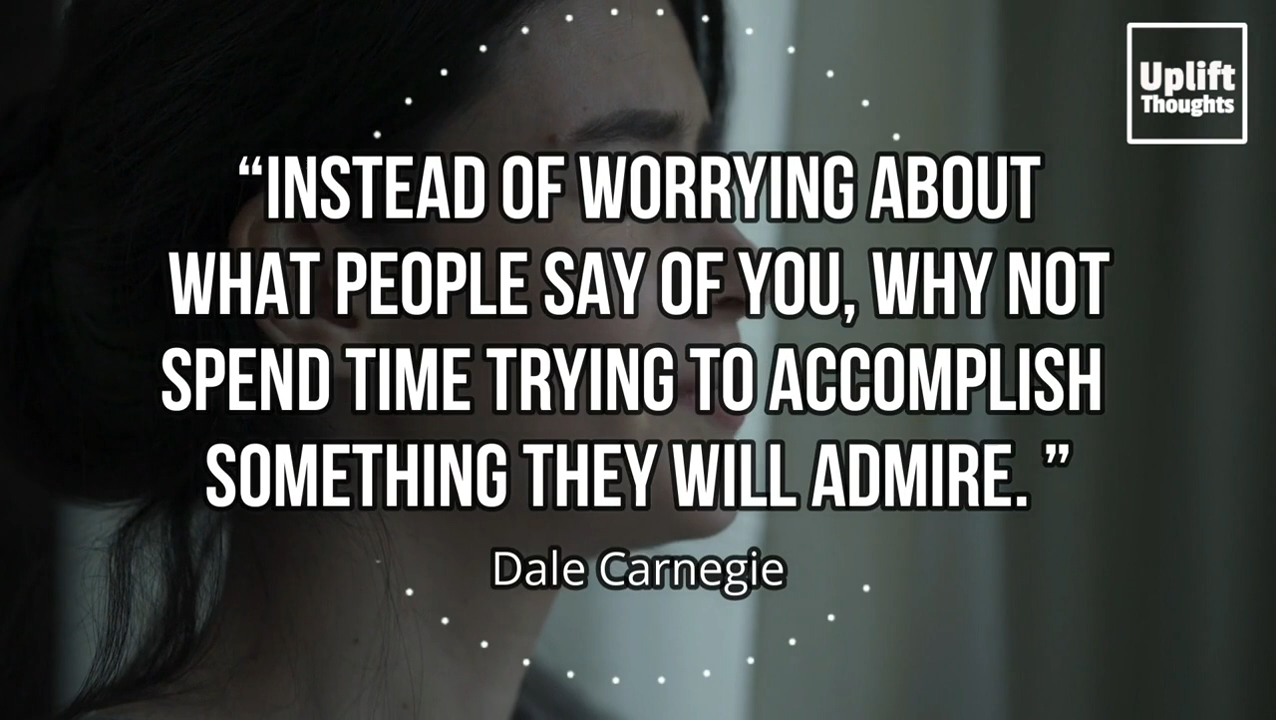 Uplift
Thoughts
“INSTEAD OF WORRYING ABOUT
WHAT PEOPLE SAY OF YOU, WHY NOT
SPEND TIME TRYING TO ACCOMPLISH
SOMETHING THEY WILL ADMIRE. ”
Dale Carnegie